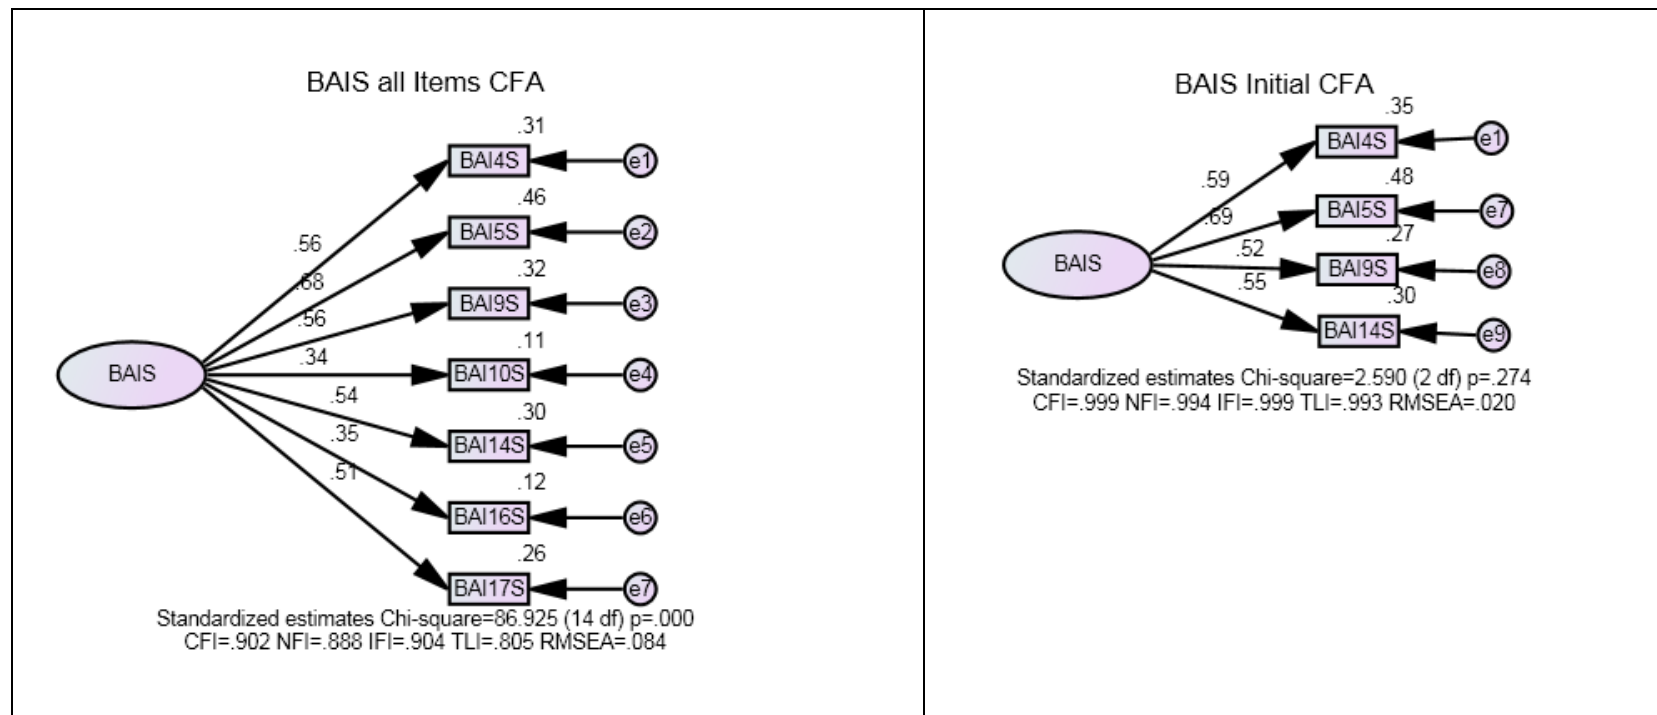 BAIS all Items CFA
.31
BAI4S e1
.46
.56
BAI5S e2
.32
.68
BAI9S e3
.56
.11
.34
BAIS BAI10S e4
.54
.30
.35
BAI14S e5
.51
.12
BAI16S e6
.26
BAI17S e7
Standardized estimates Chi-square=86.925 (14 df) p=.000
CFI=.902 NFI=.888 IFI=.904 TLI=.805 RMSEA=.084
BAIS Initial CFA
.35
BAI4S e1
.59
.48
.69
BAI5S e7
.27
.52
BAIS BAI9S e8
.55
.30
BAI14S e9
Standardized estimates Chi-square=2.590 (2 df) p=.274
CFI=.999 NFI=.994 IFI=.999 TLI=.993 RMSEA=.020